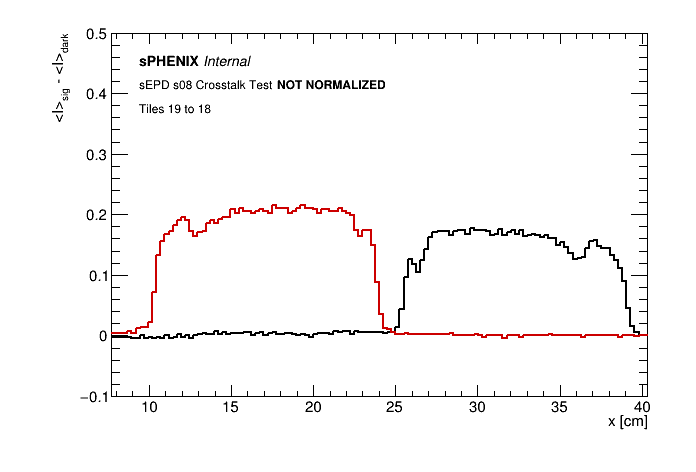 sPHENIX Internal
sEPD s08 Crosstalk Test NOT NORMALIZED
Tiles 19 to 18
<I>sig - <I>dark
0.5
0.4
0.3
0.2
0.1
0
−0.1
10 15 20 25 30 35 40
x [cm]